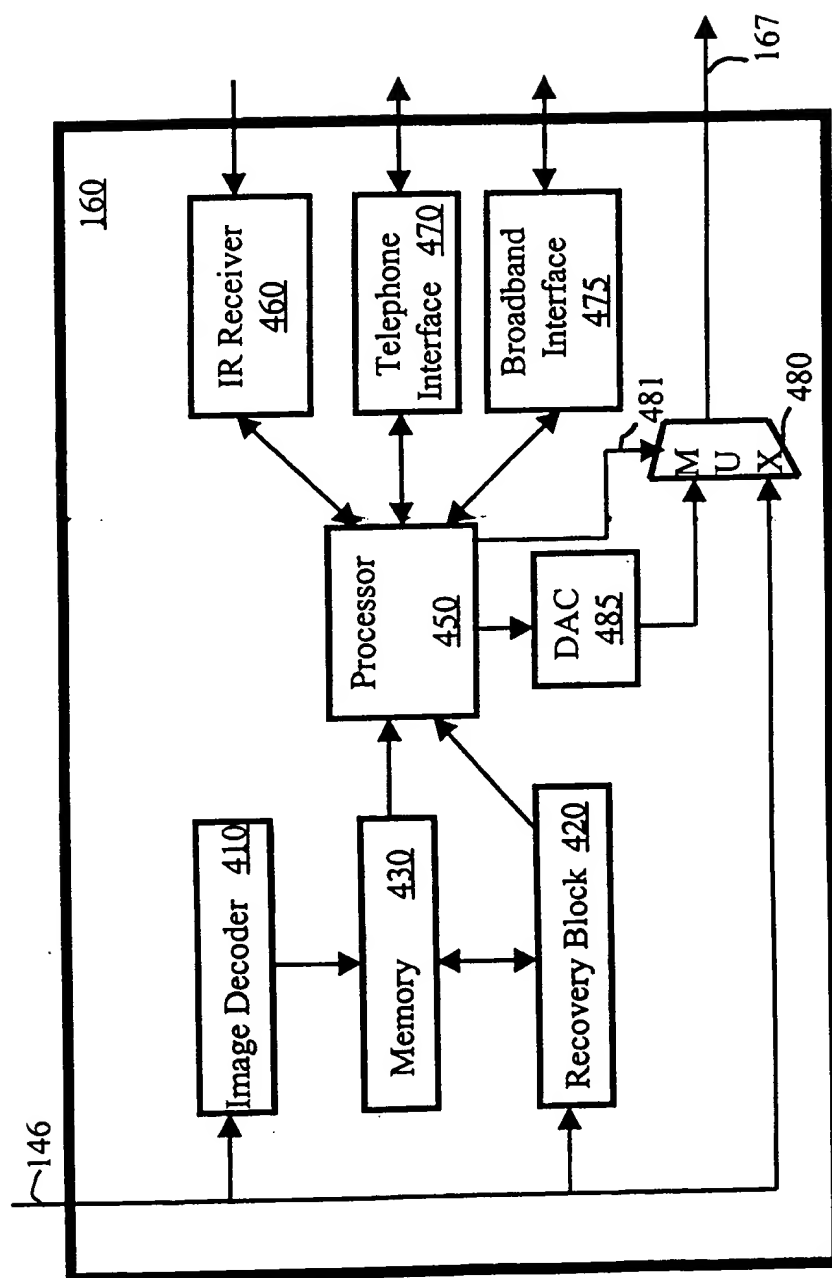 146
160
Image Decoder 410
Memory 430
Recovery Block 420
Processor
450
DAC
485
IR Receiver
460
Telephone
Interface 470
Broadband
Interface
475
481
M
U
X
480
167